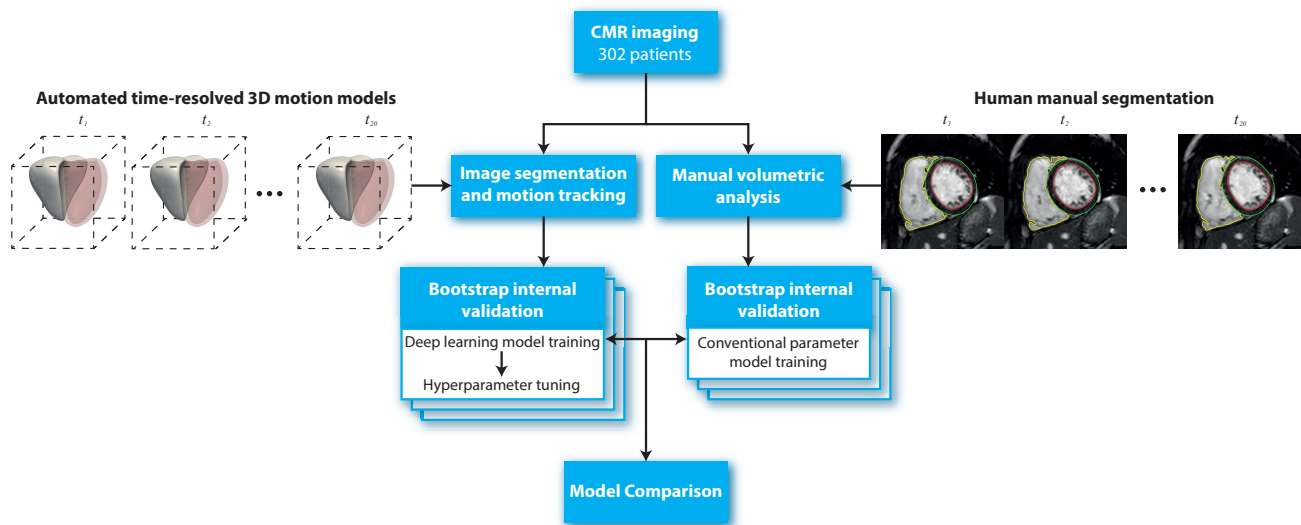 CMR imaging
302 patients
Automated time-resolved 3D motion models
t₁ t₂ t₂₀
Human manual segmentation
t₁ t₂ t₂₀
Image segmentation
and motion tracking
Manual volumetric
analysis
Bootstrap internal
validation
Deep learning model training
Hyperparameter tuning
Bootstrap internal
validation
Conventional parameter
model training
Model Comparison